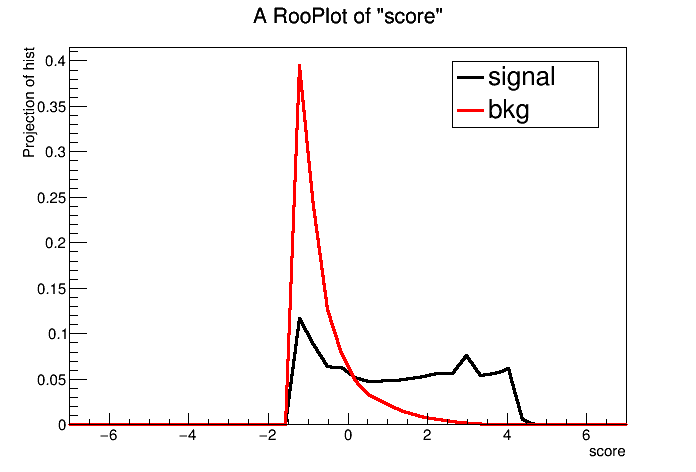 A RooPlot of "score"
Projection of hist
0.4
0.35
0.3
0.25
0.2
0.15
0.1
0.05
0
signal
bkg
−6 −4 −2 0 2 4 6
score